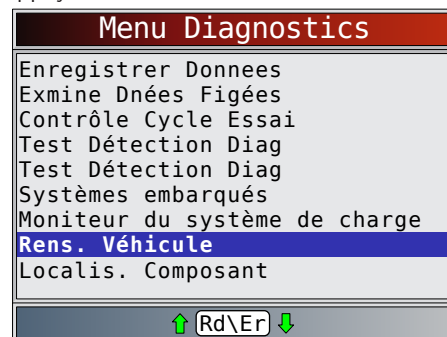 Menu Diagnostics
Enregistrer Donnees
Exmine Dnées Figées
Contrôle Cycle Essai
Test Détection Diag
Test Détection Diag
Systèmes embarqués
Moniteur du système de charge
Rens. Véhicule
Localis. Composant
Rd\Er